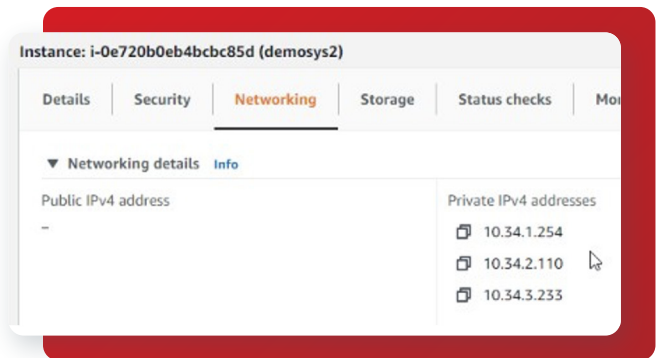 Instance: i-0e720b0eb4bcbc85d (demosys2)
Details Security Networking Storage Status checks Mo
Networking details Info
Public IPv4 address
–
Private IPv4 addresses
10.34.1.254
10.34.2.110
10.34.3.233